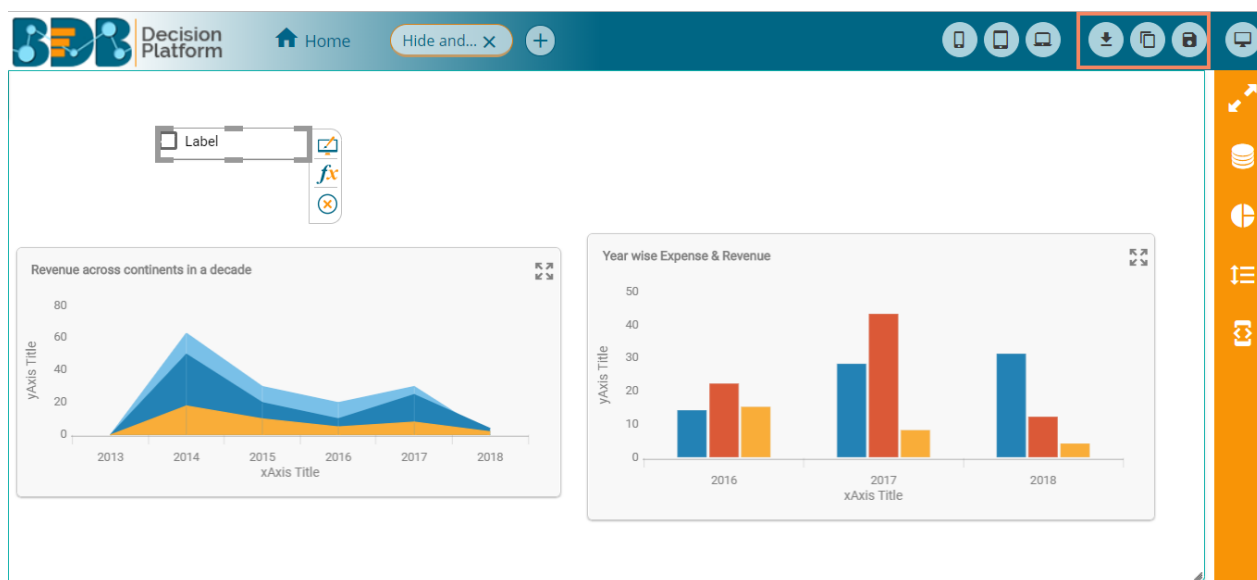 BDB Decision
Platform
Home
Hide and... ×
+
Label
fx
Revenue across continents in a decade
80
60
40
20
0
yAxis Title
2013 2014 2015 2016 2017 2018
xAxis Title
Year wise Expense & Revenue
50
40
30
20
10
0
yAxis Title
2016 2017 2018
xAxis Title